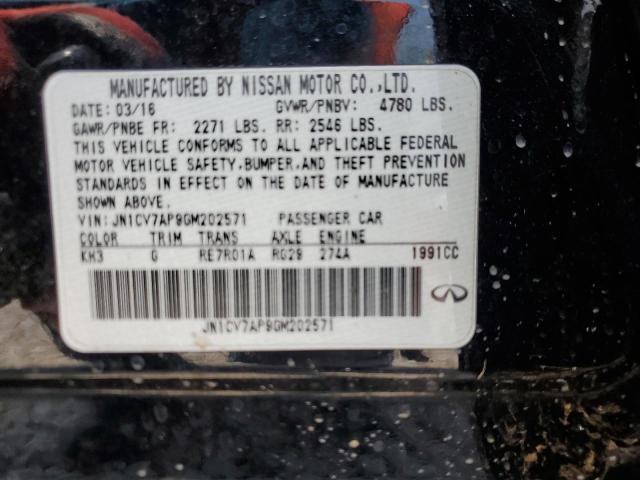 MANUFACTURED BY NISSAN MOTOR CO.,LTD.
DATE: 03/16 GVWR/PNBV: 4780 LBS.
GAWR/PNBE FR: 2271 LBS. RR: 2546 LBS.
THIS VEHICLE CONFORMS TO ALL APPLICABLE FEDERAL
MOTOR VEHICLE SAFETY, BUMPER, AND THEFT PREVENTION
STANDARDS IN EFFECT ON THE DATE OF MANUFACTURE
SHOWN ABOVE.
VIN: JN1CV7AP9GM202571 PASSENGER CAR
COLOR TRIM TRANS AXLE ENGINE
KH3 G RE7R01A RG29 274A 1991CC
JN1CV7AP9GM202571